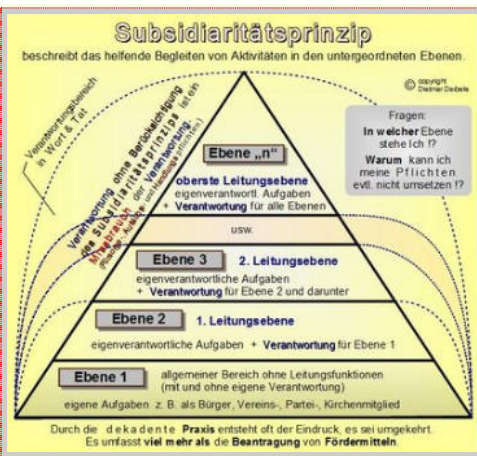 Subsidiaritätsprinzip
beschreibt das helfende Begleiten von Aktivitäten in den untergeordneten Ebenen.
© copyright
Verantwortungsbereich
in Wort & Tat
Verantwortung ohne Berücksichtigung
des Subsidiaritätsprinzips ist ein
Missbrauch der Verantwortung.
Fragen:
In welcher Ebene
stehe Ich !?
Warum kann ich
meine Pflichten
evtl. nicht umsetzen !?
Ebene „n"
oberste Leitungsebene
eigenverantwortl. Aufgaben
+ Verantwortung für alle Ebenen
usw.
Ebene 3 2. Leitungsebene
eigenverantwortliche Aufgaben
+ Verantwortung für Ebene 2 und darunter
Ebene 2 1. Leitungsebene
eigenverantwortliche Aufgaben + Verantwortung für Ebene 1
Ebene 1 allgemeiner Bereich ohne Leitungsfunktionen
(mit und ohne eigene Verantwortung)
eigene Aufgaben z. B. als Bürger, Vereins-, Partei-, Kirchenmitglied
Durch die dekadente Praxis entsteht oft der Eindruck, es sei umgekehrt.
Es umfasst viel mehr als die Beantragung von Fördermitteln.